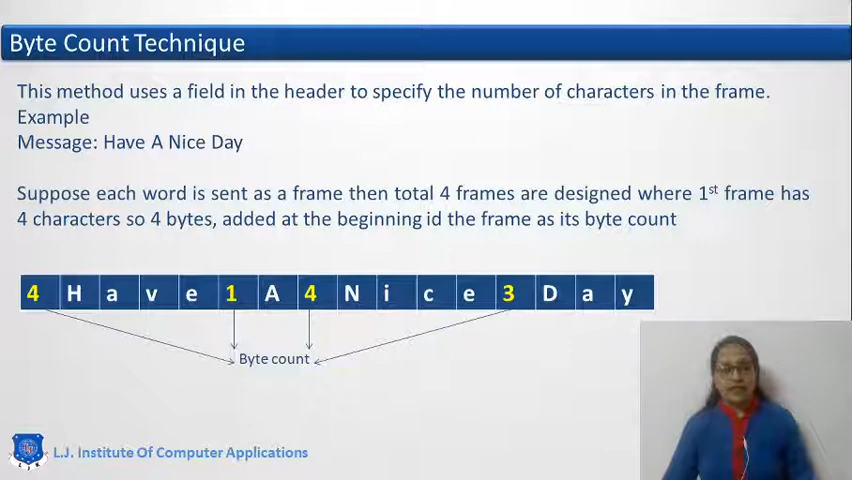 Byte Count Technique
This method uses a field in the header to specify the number of characters in the frame.
Example
Message: Have A Nice Day
Suppose each word is sent as a frame then total 4 frames are designed where 1st frame has
4 characters so 4 bytes, added at the beginning id the frame as its byte count
4 H a v e 1 A 4 N i c e 3 D a y
Byte count
L.J. Institute Of Computer Applications
L J K